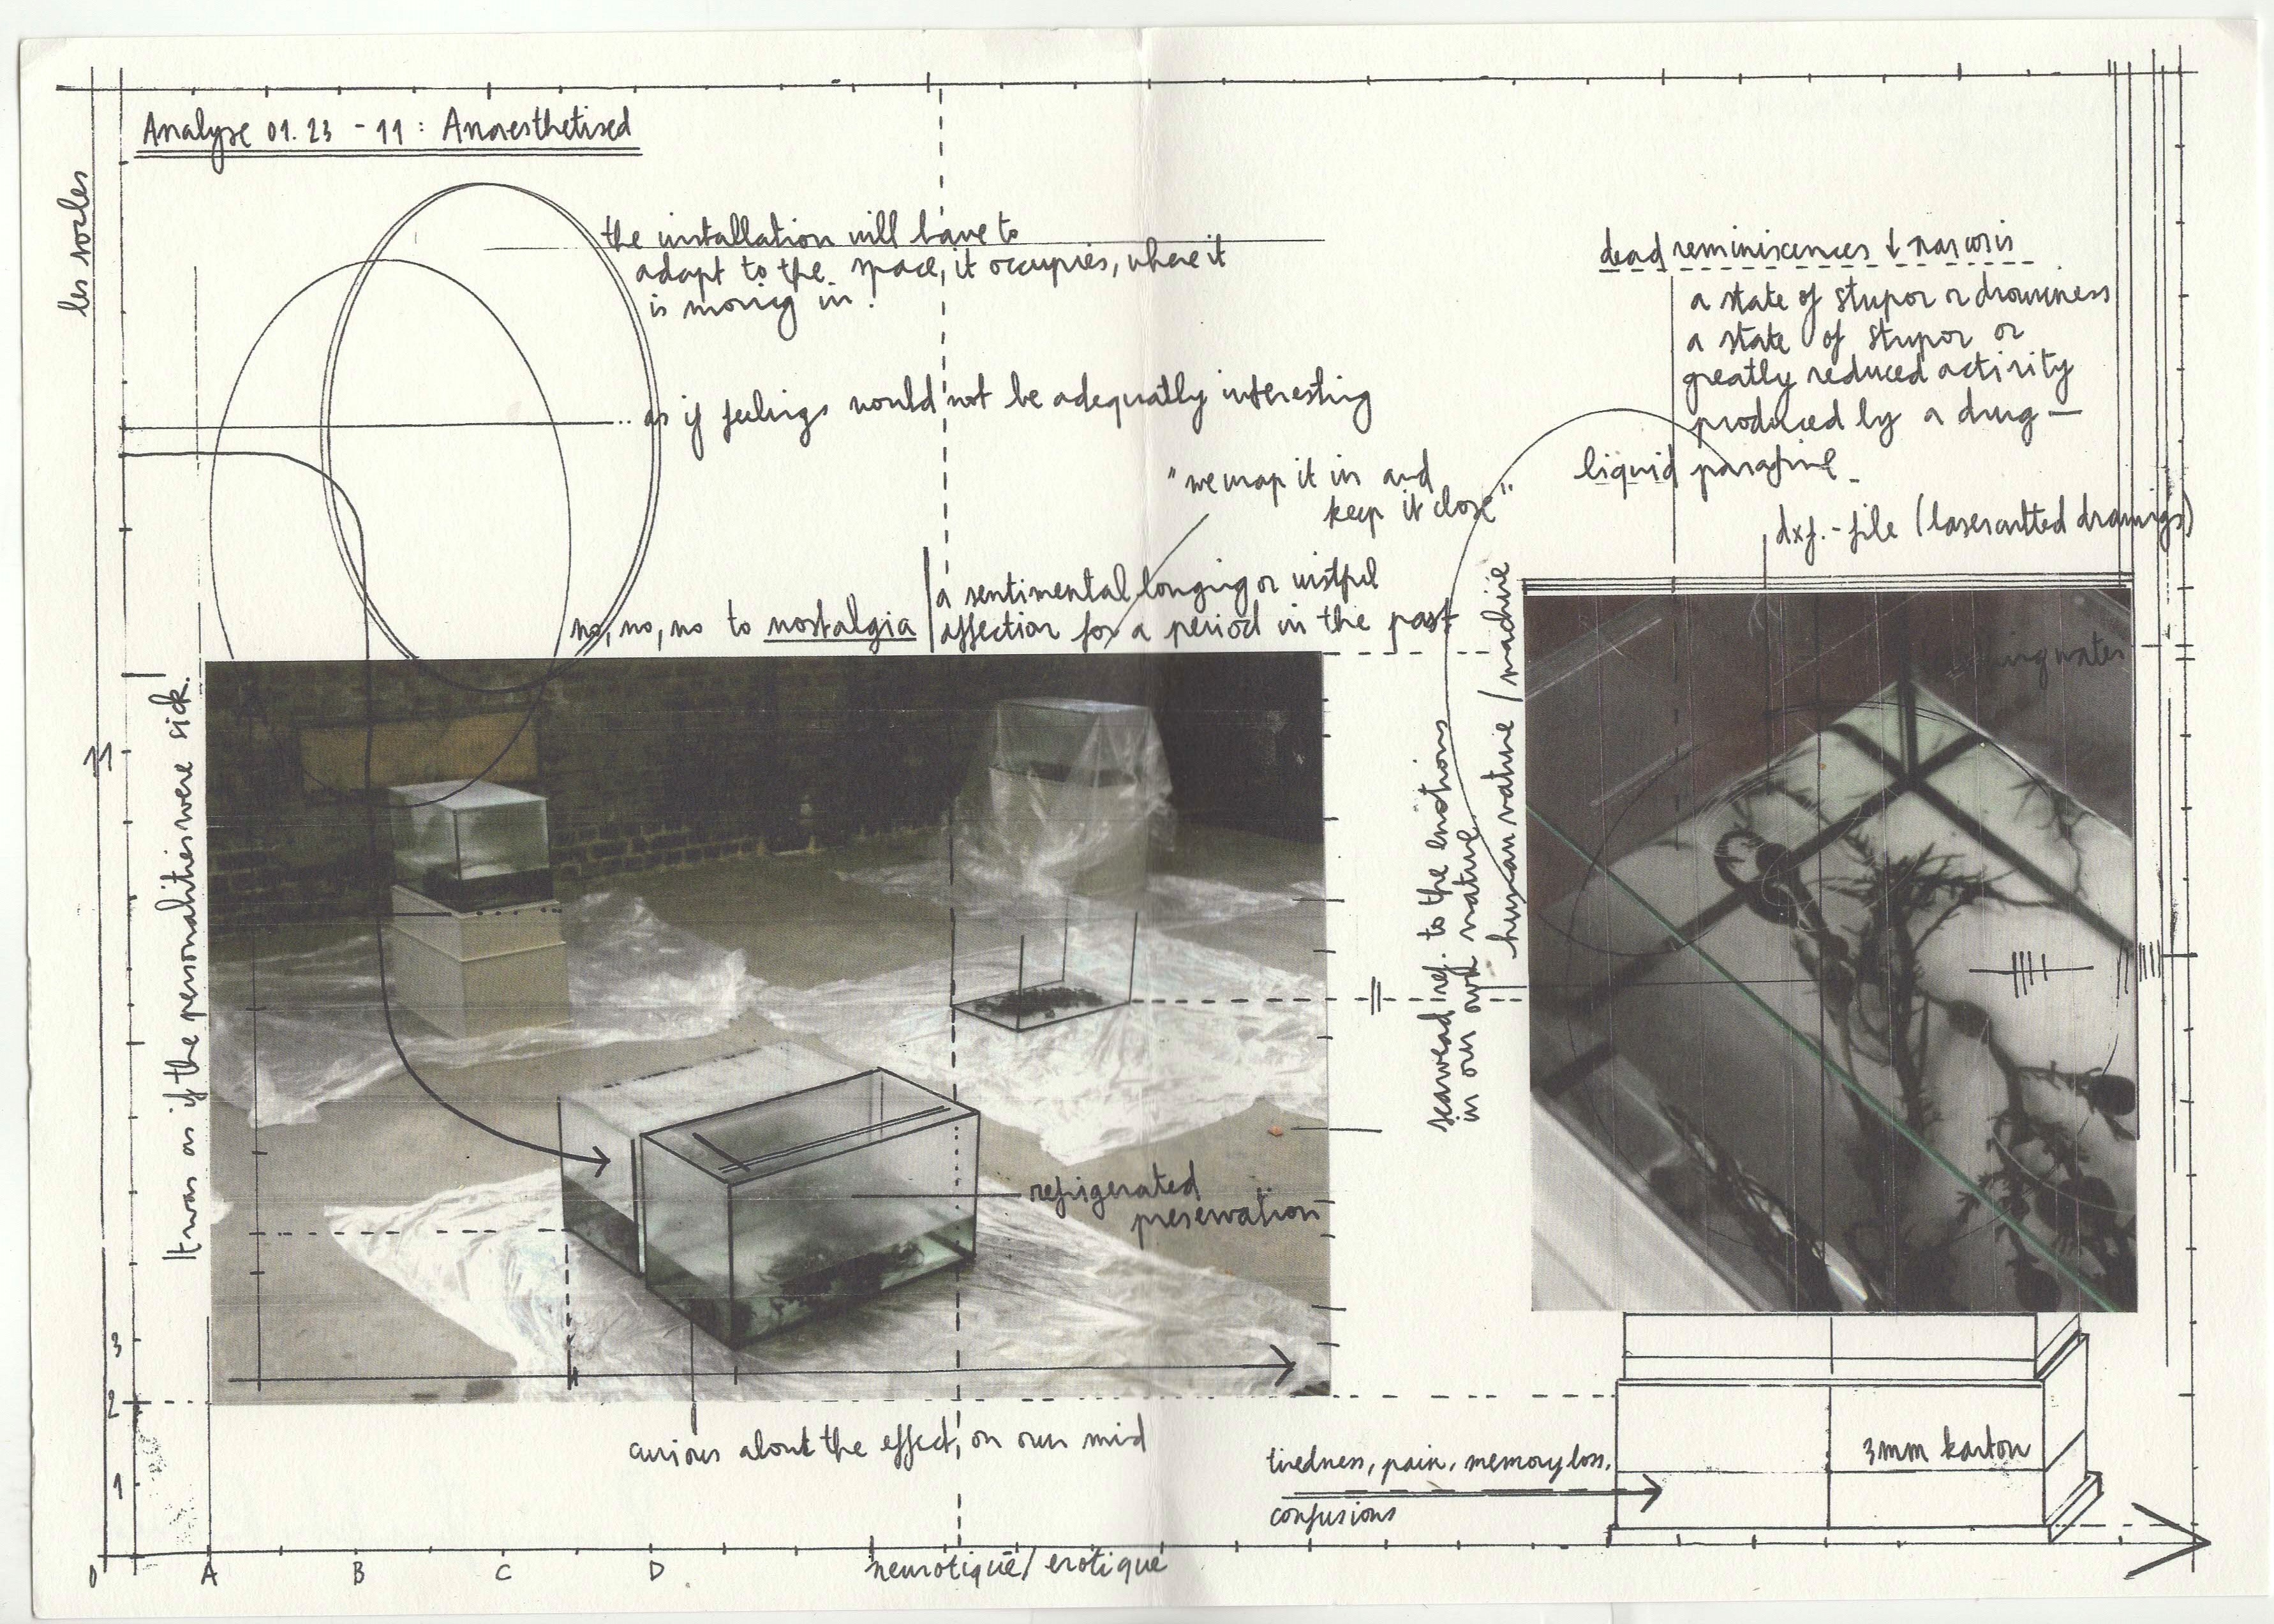 Analyse 01.23 - 11 : Anaesthetised
les socles
the installation will have to
adapt to the space, it occupies, where it
is moving in!
.. as if feelings would not be adequatly interesting
"we wrap it in and
keep it close"
no, no, no to nostalgia
a sentimental longing or wistful
affection for a period in the past
dead reminiscences & narcosis
a state of stupor or drowsiness
a state of stupor or
greatly reduced activity
produced by a drug —
liquid parafine
dxf.-file (lasercutted drawings)
water
human nature / machine
seaweed ref. to the emotions
in our own nature
It was as if the personalities were sick.
11
refrigerated
preservation
curious about the effect, on our mid
tiredness, pain, memory loss,
confusions
3mm karton
3
2
1
0 A B C D
neurotique / erotique